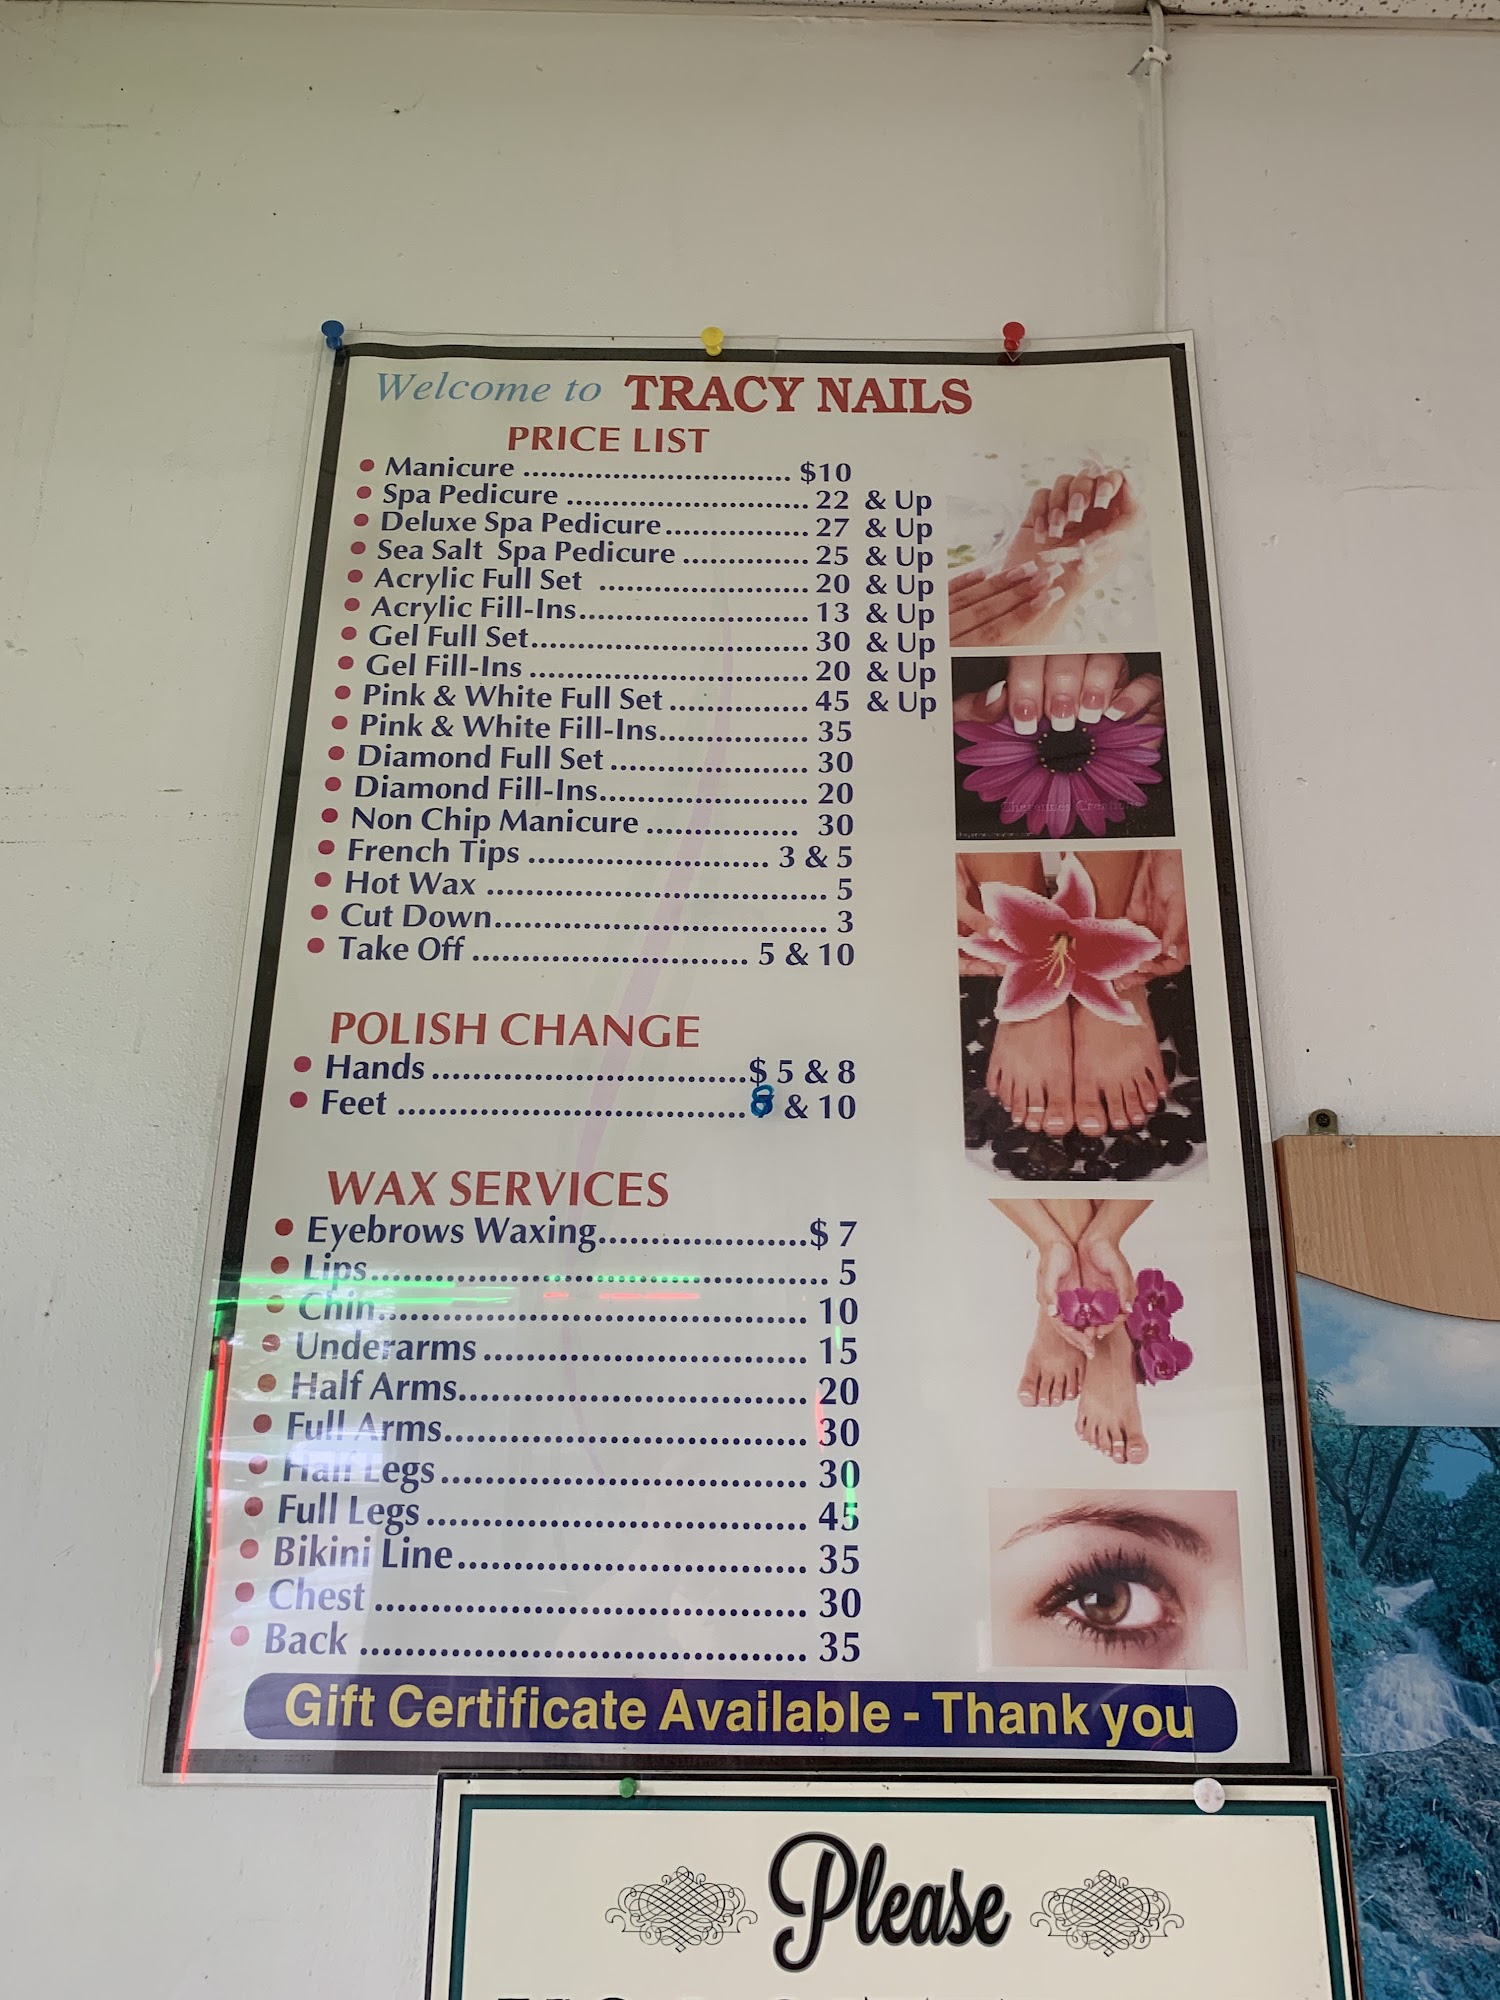 Welcome to TRACY NAILS
PRICE LIST
• Manicure .............................. $10
• Spa Pedicure ........................... 22 & Up
• Deluxe Spa Pedicure................ 27 & Up
• Sea Salt Spa Pedicure .............. 25 & Up
• Acrylic Full Set ....................... 20 & Up
• Acrylic Fill-Ins.......................... 13 & Up
• Gel Full Set............................... 30 & Up
• Gel Fill-Ins ............................... 20 & Up
• Pink & White Full Set ............... 45 & Up
• Pink & White Fill-Ins................ 35
• Diamond Full Set ..................... 30
• Diamond Fill-Ins...................... 20
• Non Chip Manicure ................ 30
• French Tips .......................... 3 & 5
• Hot Wax .................................... 5
• Cut Down................................... 3
• Take Off ............................. 5 & 10
POLISH CHANGE
• Hands ..............................$ 5 & 8
• Feet ................................. 8 & 10
WAX SERVICES
• Eyebrows Waxing....................$ 7
• Lips........................................ 5
• Chin...................................... 10
• Underarms ............................ 15
• Half Arms.............................. 20
• Full Arms............................... 30
• Half Legs ............................... 30
• Full Legs ................................ 45
• Bikini Line.............................. 35
• Chest ..................................... 30
• Back ...................................... 35
Gift Certificate Available - Thank you
Please